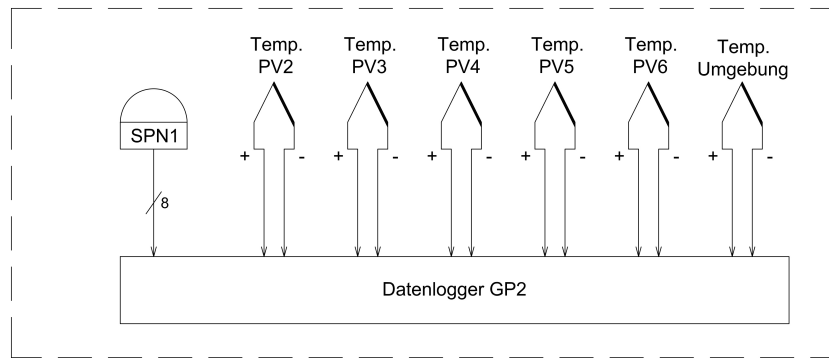 Temp. PV2
Temp. PV3
Temp. PV4
Temp. PV5
Temp. PV6
Temp. Umgebung
SPN1
+ - + - + - + - + - + -
8
Datenlogger GP2